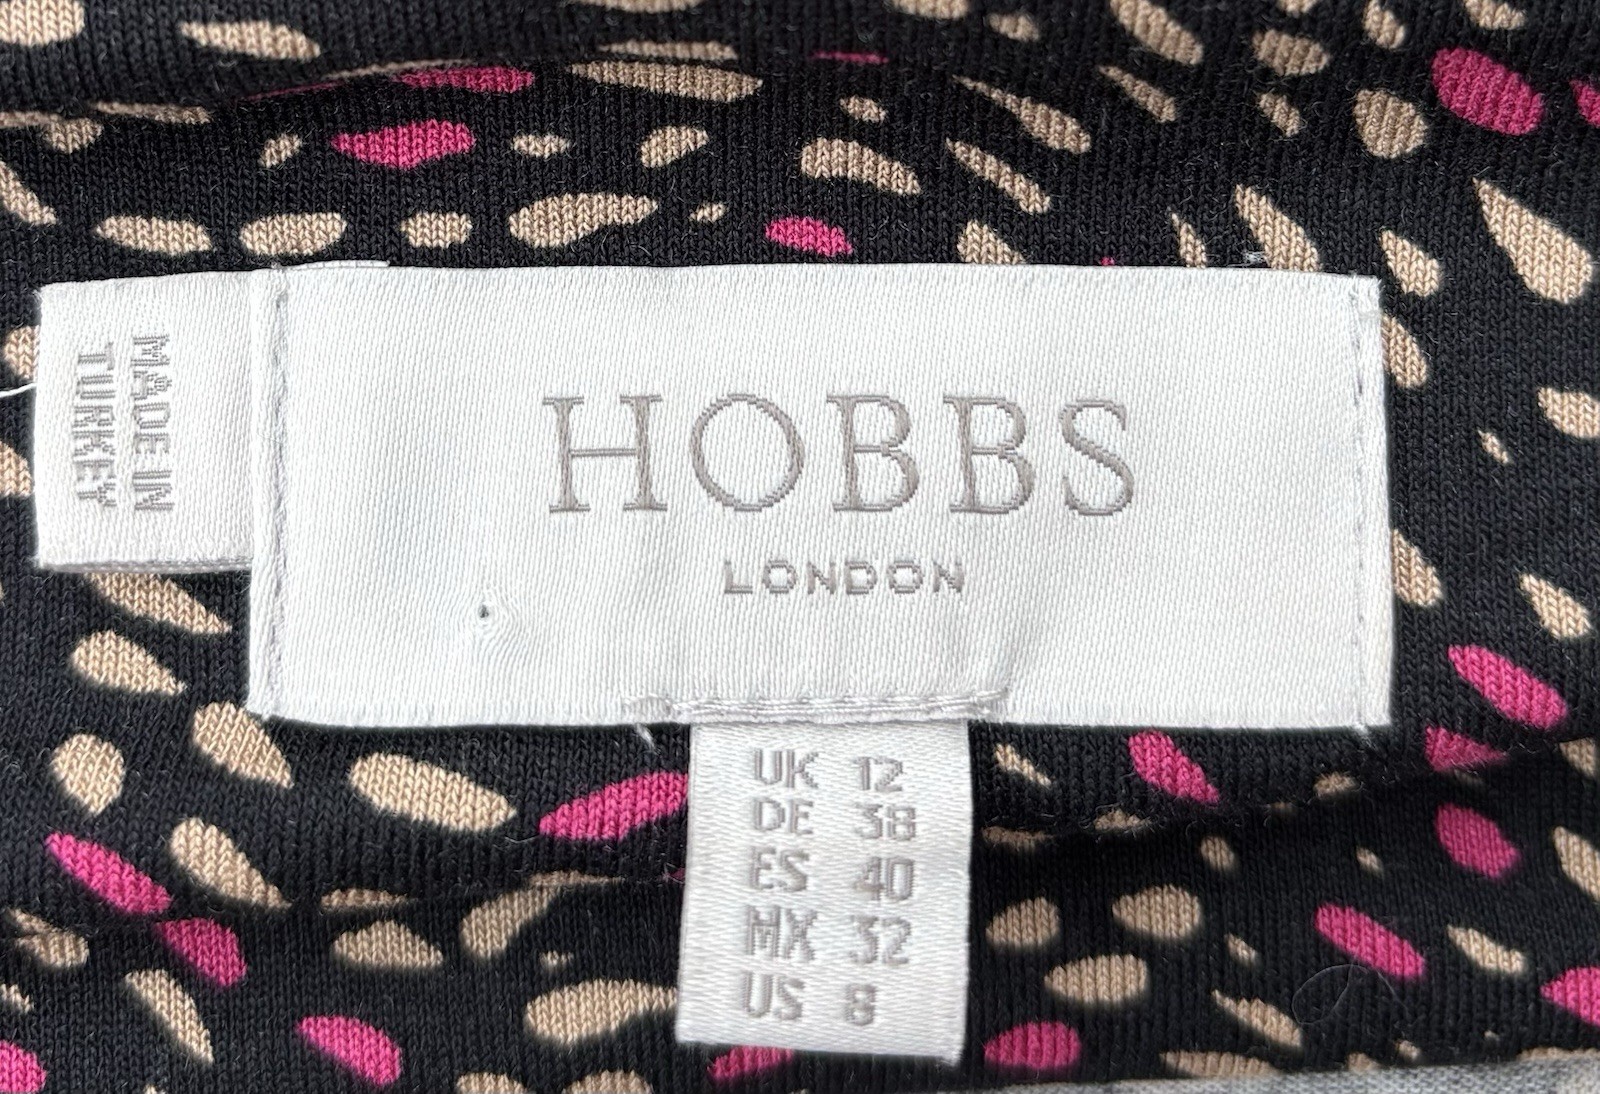 MADE IN
TURKEY
HOBBS
LONDON
UK 12
DE 38
ES 40
MX 32
US 8